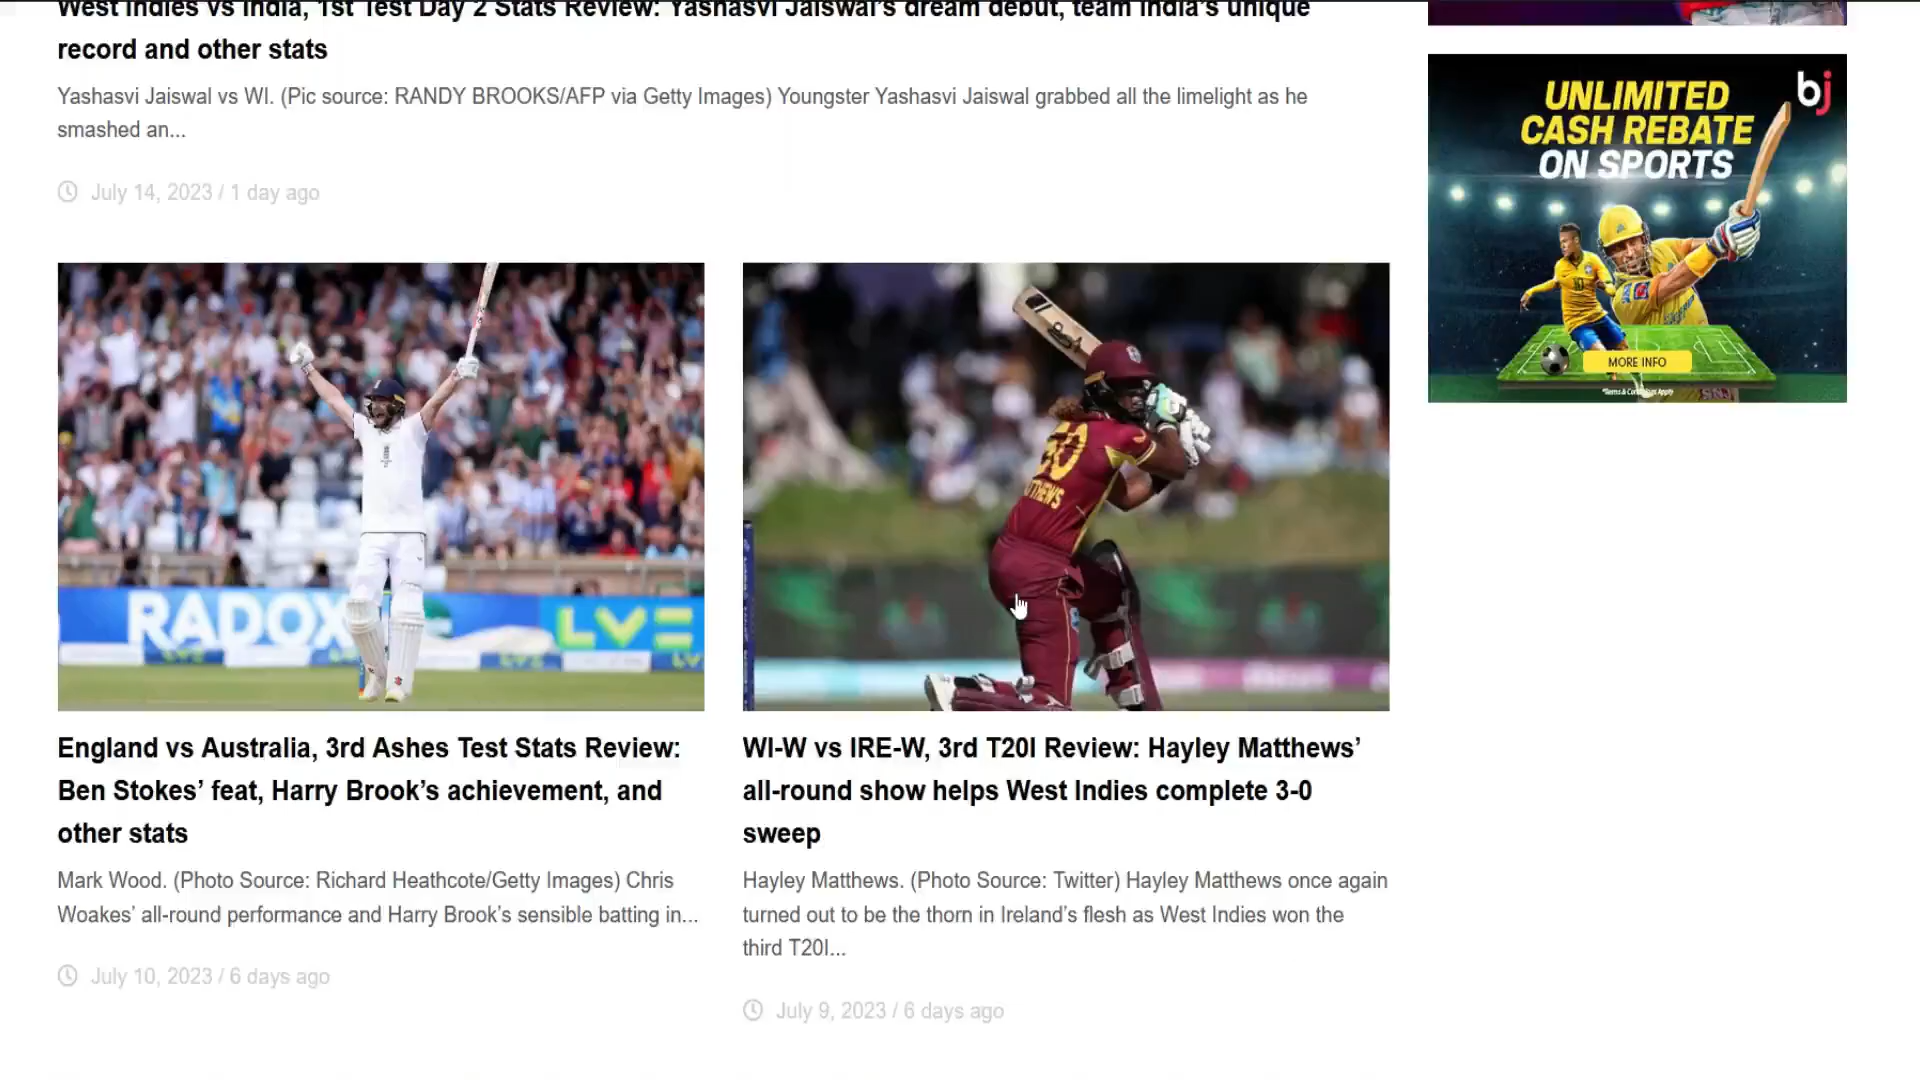 West Indies vs India, 1st Test Day 2 Stats Review: Yashasvi Jaiswal's dream debut, team India's unique
record and other stats
Yashasvi Jaiswal vs WI. (Pic source: RANDY BROOKS/AFP via Getty Images) Youngster Yashasvi Jaiswal grabbed all the limelight as he
smashed an...
July 14, 2023 / 1 day ago
RADOX
LVE
England vs Australia, 3rd Ashes Test Stats Review:
Ben Stokes’ feat, Harry Brook’s achievement, and
other stats
Mark Wood. (Photo Source: Richard Heathcote/Getty Images) Chris
Woakes’ all-round performance and Harry Brook’s sensible batting in...
July 10, 2023 / 6 days ago
WI-W vs IRE-W, 3rd T20I Review: Hayley Matthews’
all-round show helps West Indies complete 3-0
sweep
Hayley Matthews. (Photo Source: Twitter) Hayley Matthews once again
turned out to be the thorn in Ireland’s flesh as West Indies won the
third T20I...
July 9, 2023 / 6 days ago
bj
UNLIMITED
CASH REBATE
ON SPORTS
10
MORE INFO
*Terms & Conditions Apply